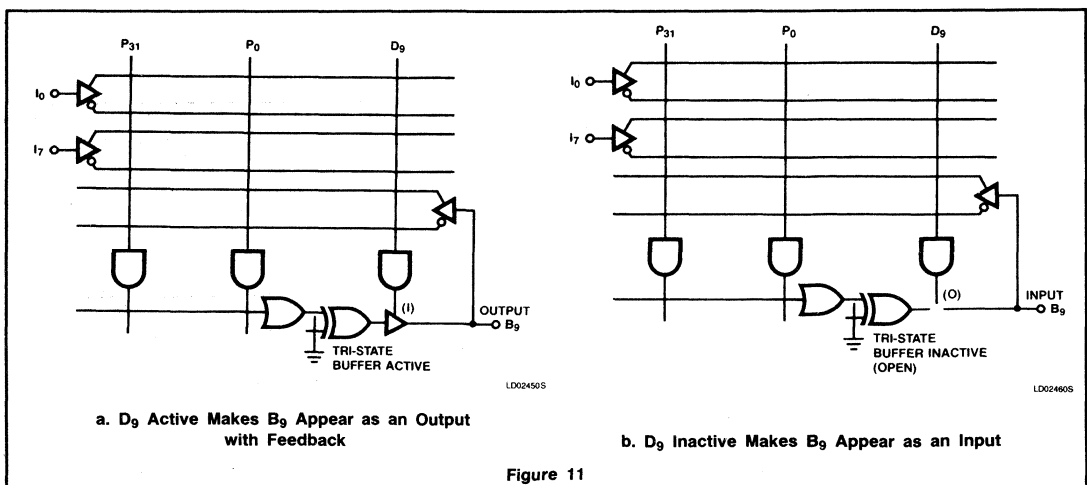 P31 P0 D9
I0
I7
(I)
OUTPUT
B9
TRI-STATE
BUFFER ACTIVE
LD02450S
a. D9 Active Makes B9 Appear as an Output
with Feedback
P31 P0 D9
I0
I7
(O)
INPUT
B9
TRI-STATE
BUFFER INACTIVE
(OPEN)
LD02460S
b. D9 Inactive Makes B9 Appear as an Input
Figure 11